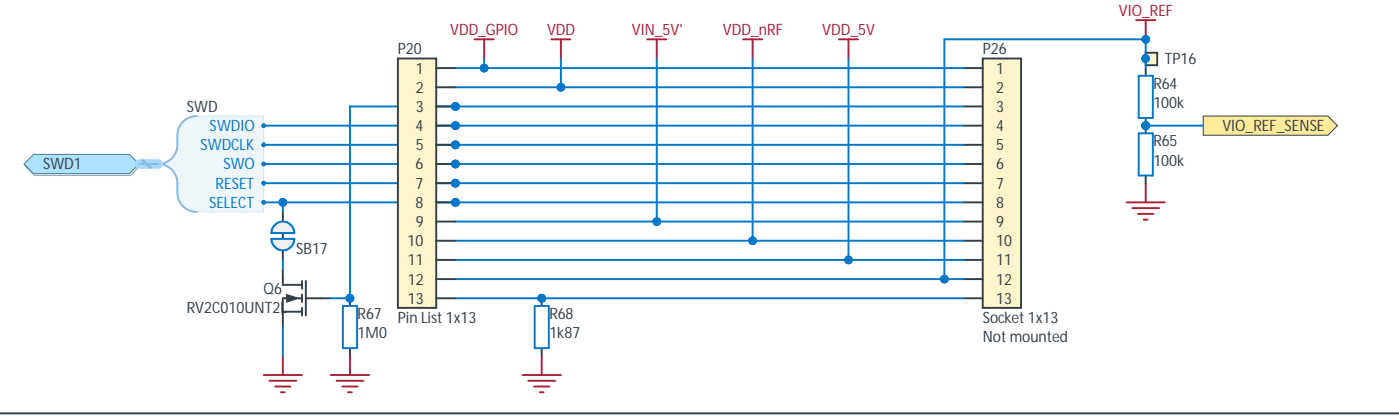 VIO_REF
VDD_GPIO VDD VIN_5V' VDD_nRF VDD_5V
P20 P26
1 1
TP16
2 2
R64
100k
SWD
3 3
SWDIO 4 4 VIO_REF_SENSE
SWDCLK 5 5
R65
100k
SWD1 SWO 6 6
RESET 7 7
SELECT 8 8
9 9
10 10
SB17
11 11
12 12
Q6
13 13
RV2C010UNT2
R67
1M0
Pin List 1x13
R68
1k87
Socket 1x13
Not mounted